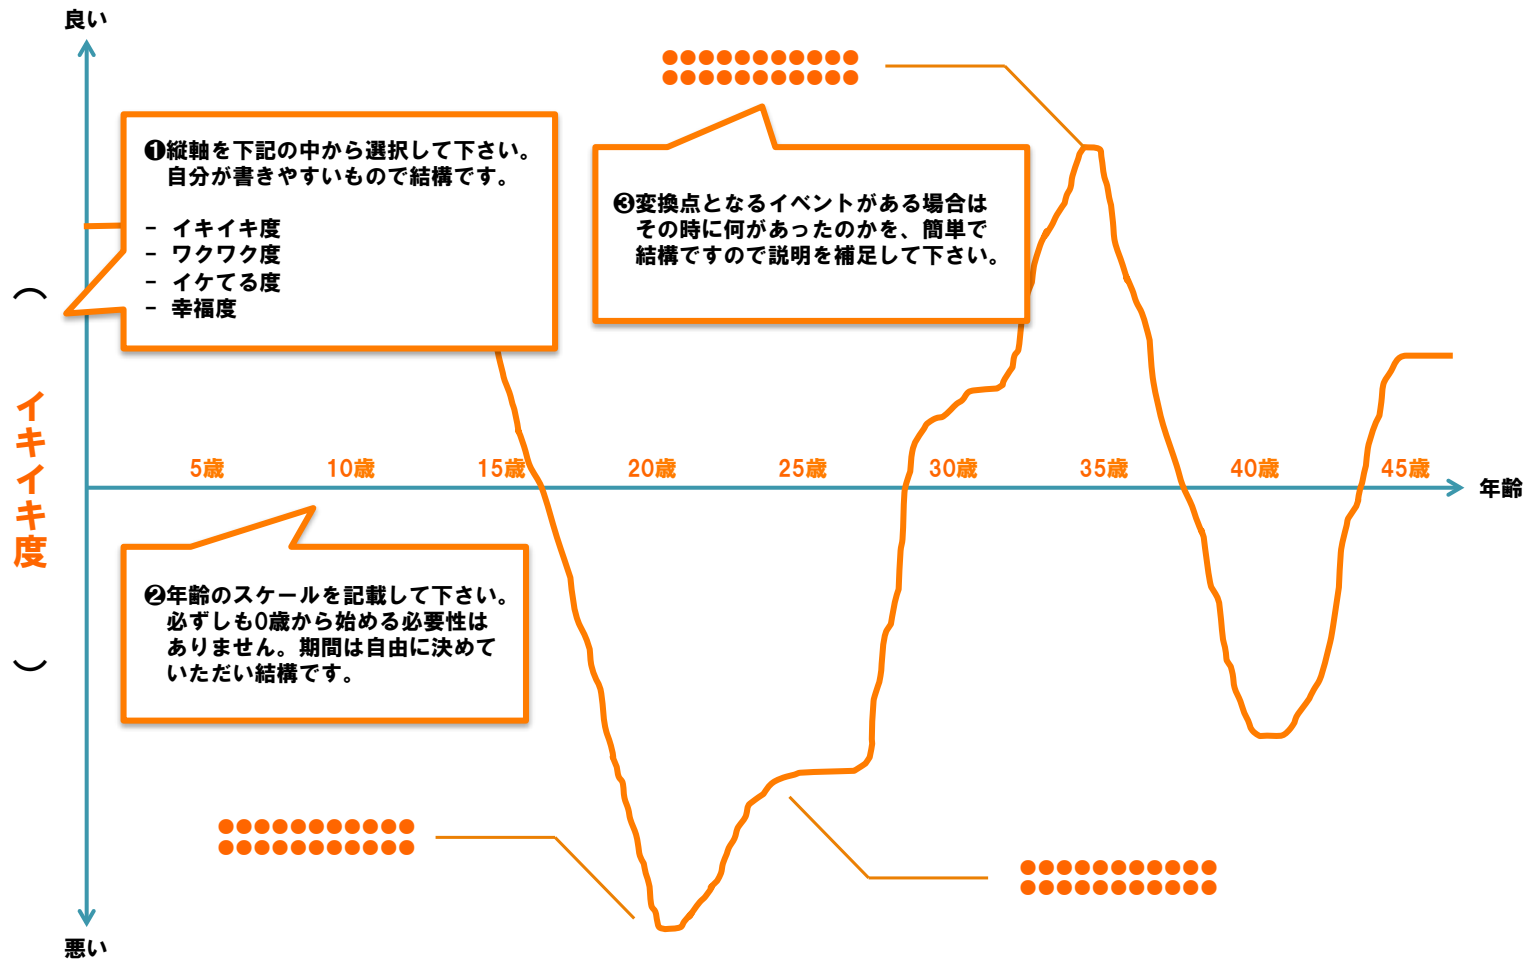 良い
●●●●●●●●●●●
●●●●●●●●●●●
❶縦軸を下記の中から選択して下さい。
自分が書きやすいもので結構です。
- イキイキ度
- ワクワク度
- イケてる度
- 幸福度
❸変換点となるイベントがある場合は
その時に何があったのかを、簡単で
結構ですので説明を補足して下さい。
（イキイキ度）
5歳 10歳 15歳 20歳 25歳 30歳 35歳 40歳 45歳
年齢
❷年齢のスケールを記載して下さい。
必ずしも0歳から始める必要性は
ありません。期間は自由に決めて
いただい結構です。
●●●●●●●●●●●
●●●●●●●●●●●
●●●●●●●●●●●
●●●●●●●●●●●
悪い